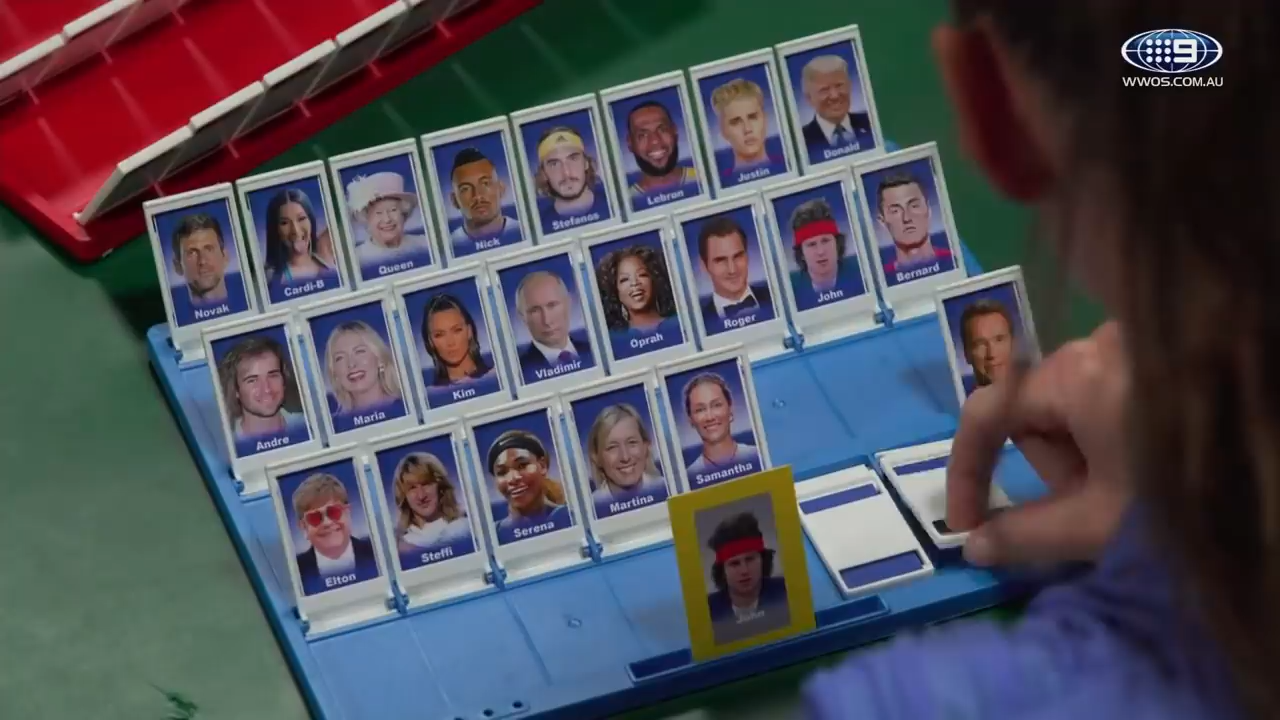 9
WWOS.COM.AU
Novak
Cardi-B
Queen
Nick
Stefanos
Lebron
Justin
Donald
Andre
Maria
Kim
Vladimir
Oprah
Roger
John
Bernard
Elton
Steffi
Serena
Martina
Samantha
John